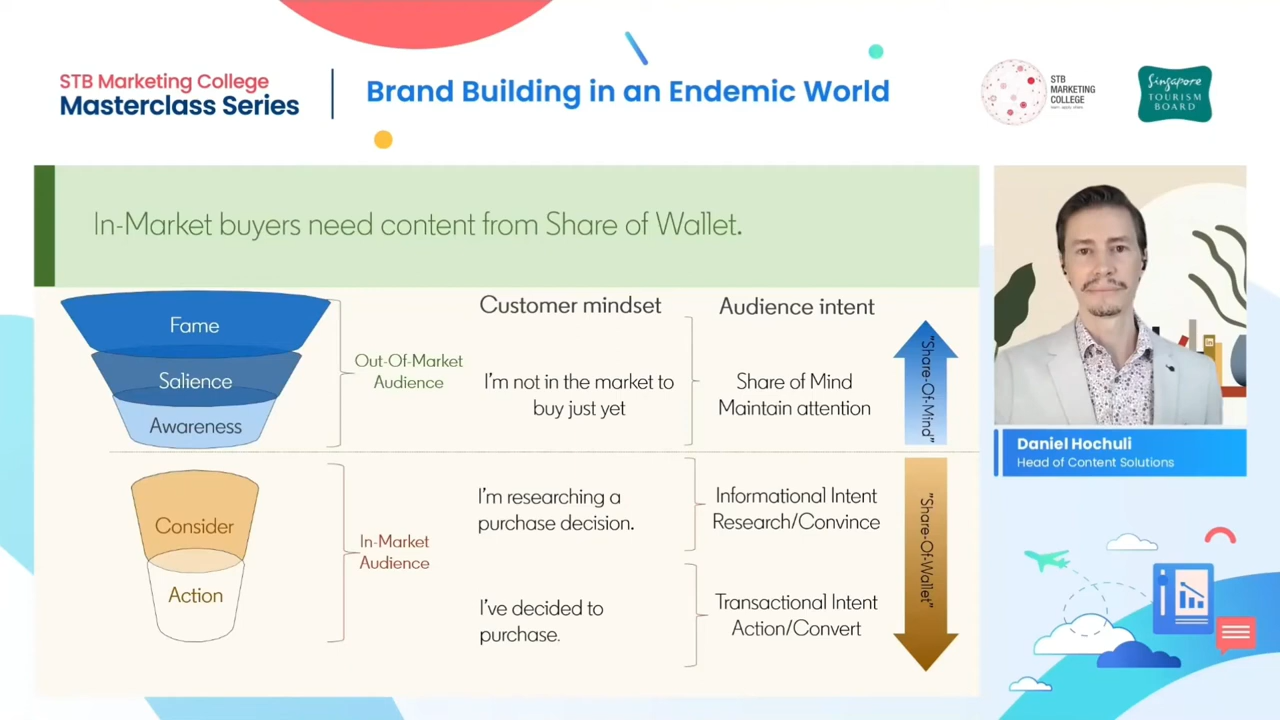 STB Marketing College
Masterclass Series
Brand Building in an Endemic World
STB
MARKETING
COLLEGE
Singapore
TOURISM
BOARD
In-Market buyers need content from Share of Wallet.
Customer mindset
Audience intent
Fame
Salience
Awareness
Out-Of-Market
Audience
I'm not in the market to
buy just yet
Share of Mind
Maintain attention
"Share-Of-Mind"
Consider
Action
In-Market
Audience
I'm researching a
purchase decision.
Informational Intent
Research/Convince
I've decided to
purchase.
Transactional Intent
Action/Convert
"Share-Of-Wallet"
in
Daniel Hochuli
Head of Content Solutions